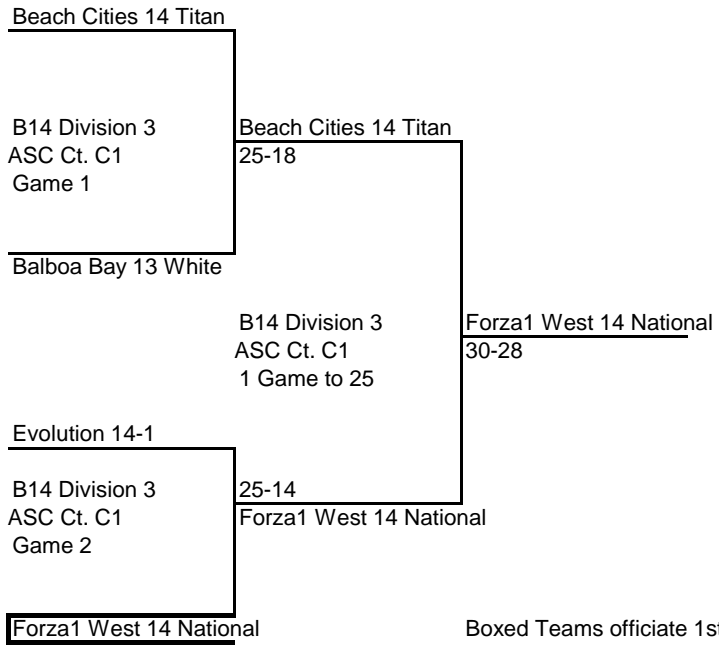 Beach Cities 14 Titan
B14 Division 3
ASC Ct. C1
Game 1
Beach Cities 14 Titan
25-18
Balboa Bay 13 White
B14 Division 3
ASC Ct. C1
1 Game to 25
Forza1 West 14 National
30-28
Evolution 14-1
B14 Division 3
ASC Ct. C1
Game 2
25-14
Forza1 West 14 National
Forza1 West 14 National
Boxed Teams officiate 1st